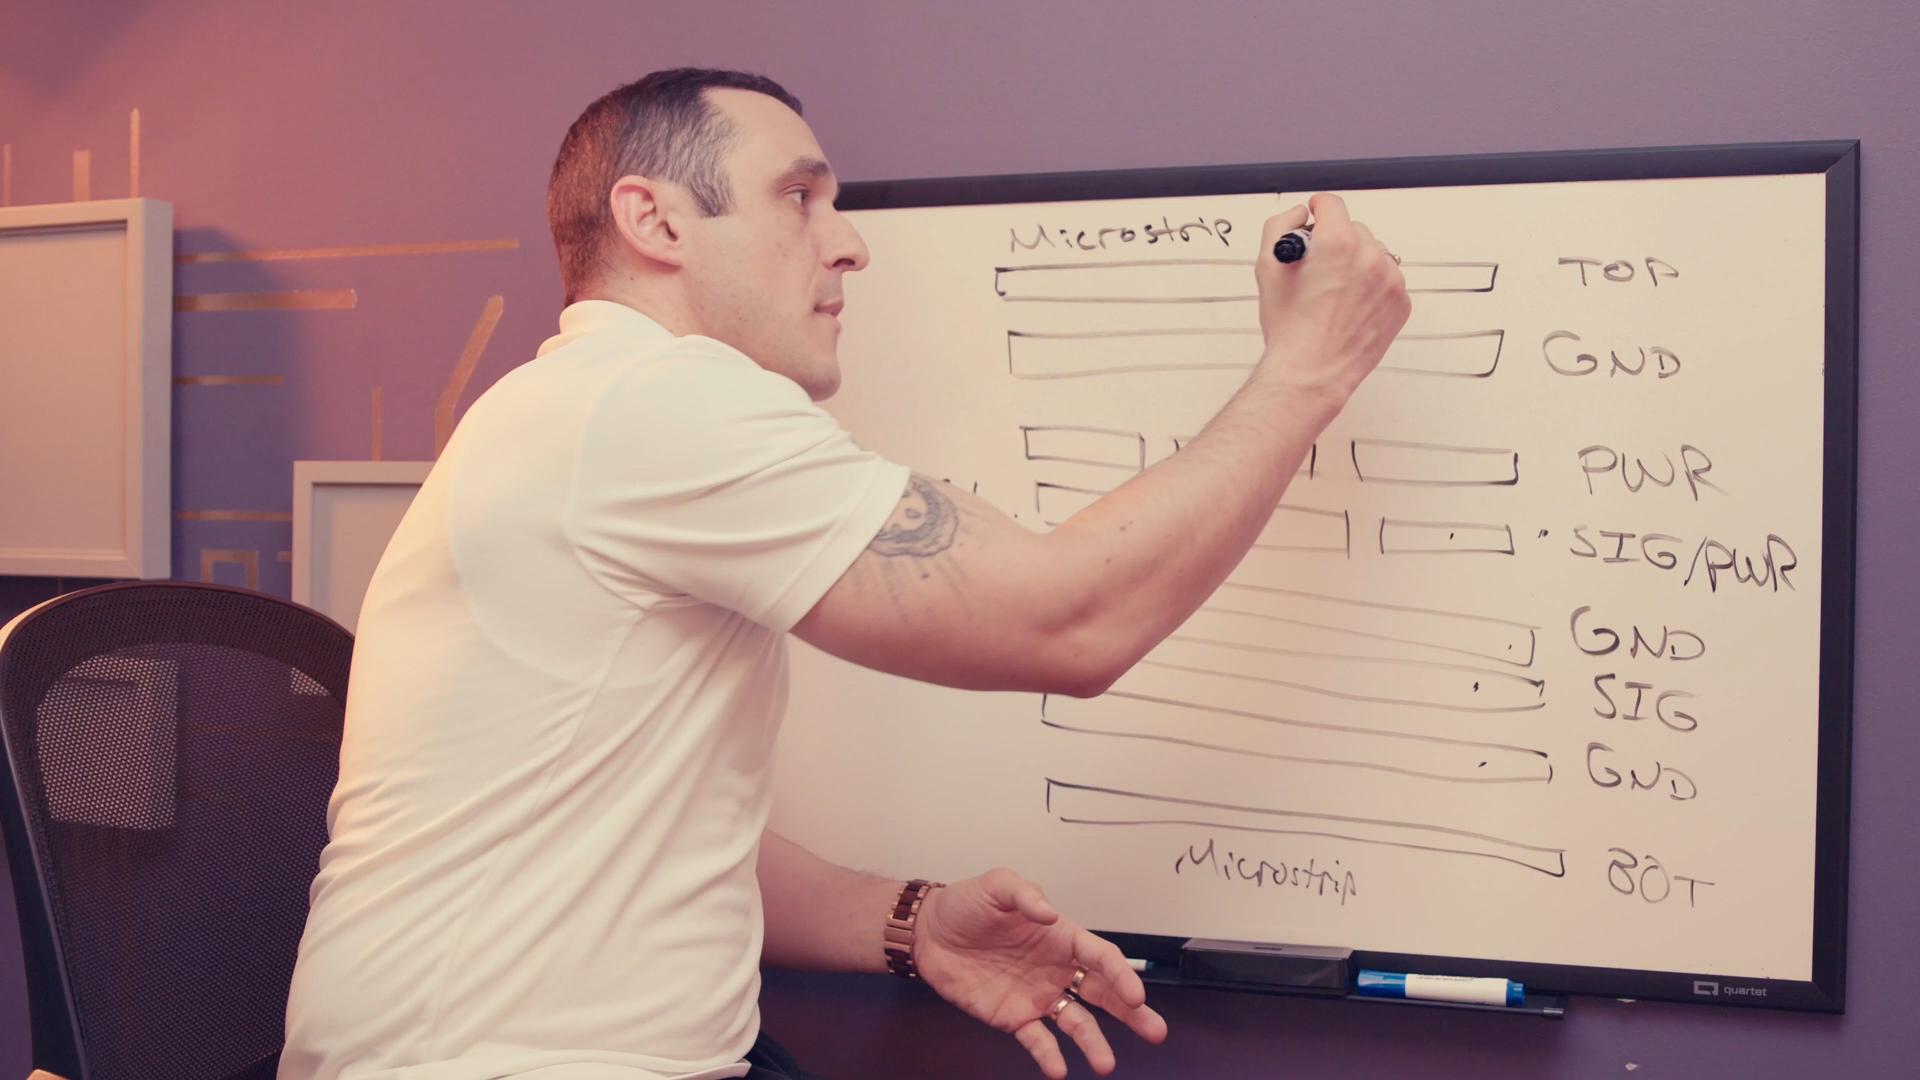 Microstrip
TOP
GND
PWR
SIG/PWR
GND
SIG
GND
BOT
Microstrip
quartet